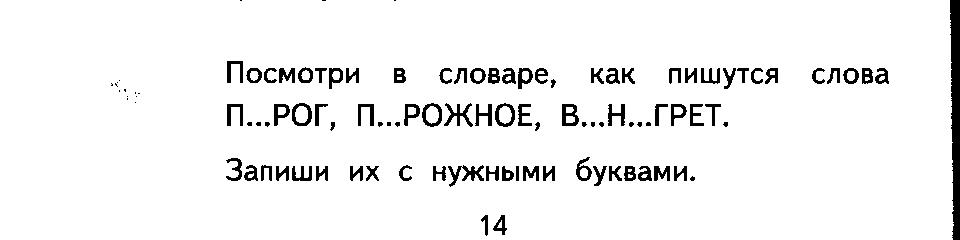 Посмотри в словаре, как пишутся слова
П...РОГ, П...РОЖНОЕ, В...Н...ГРЕТ.
Запиши их с нужными буквами.
14